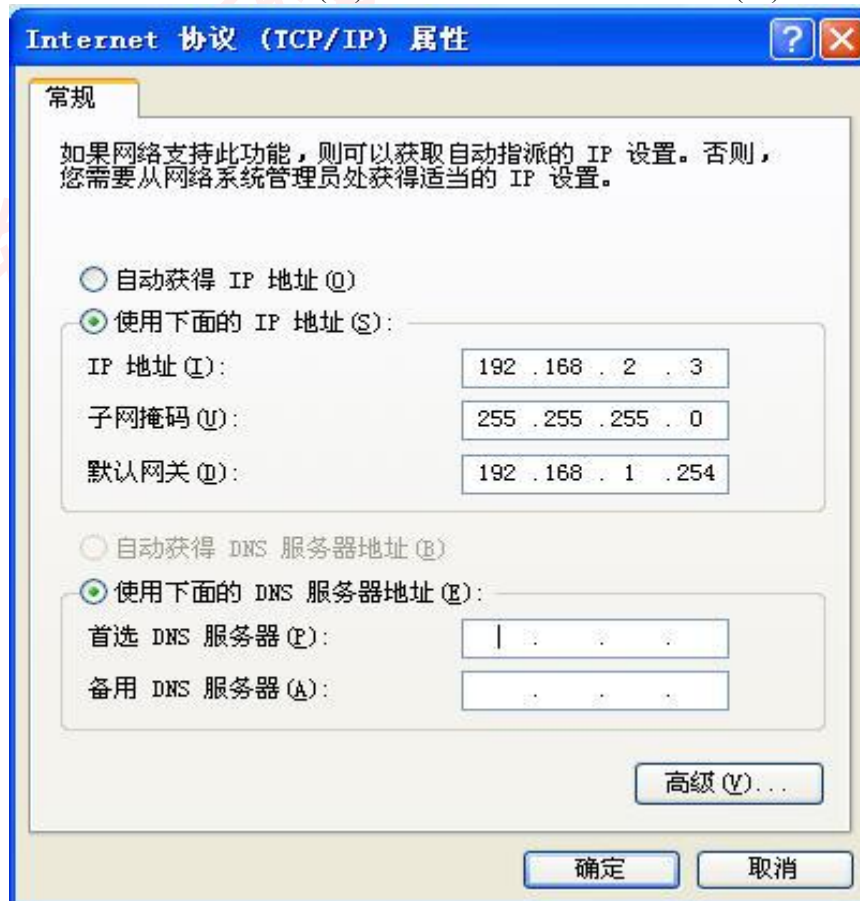 Internet 协议 (TCP/IP) 属性
常规
如果网络支持此功能，则可以获取自动指派的 IP 设置。否则，
您需要从网络系统管理员处获得适当的 IP 设置。
自动获得 IP 地址(O)
使用下面的 IP 地址(S):
IP 地址(I): 192 .168 . 2 . 3
子网掩码(U): 255 .255 .255 . 0
默认网关(D): 192 .168 . 1 .254
自动获得 DNS 服务器地址(B)
使用下面的 DNS 服务器地址(E):
首选 DNS 服务器(P): . . .
备用 DNS 服务器(A): . . .
高级(V)...
确定 取消